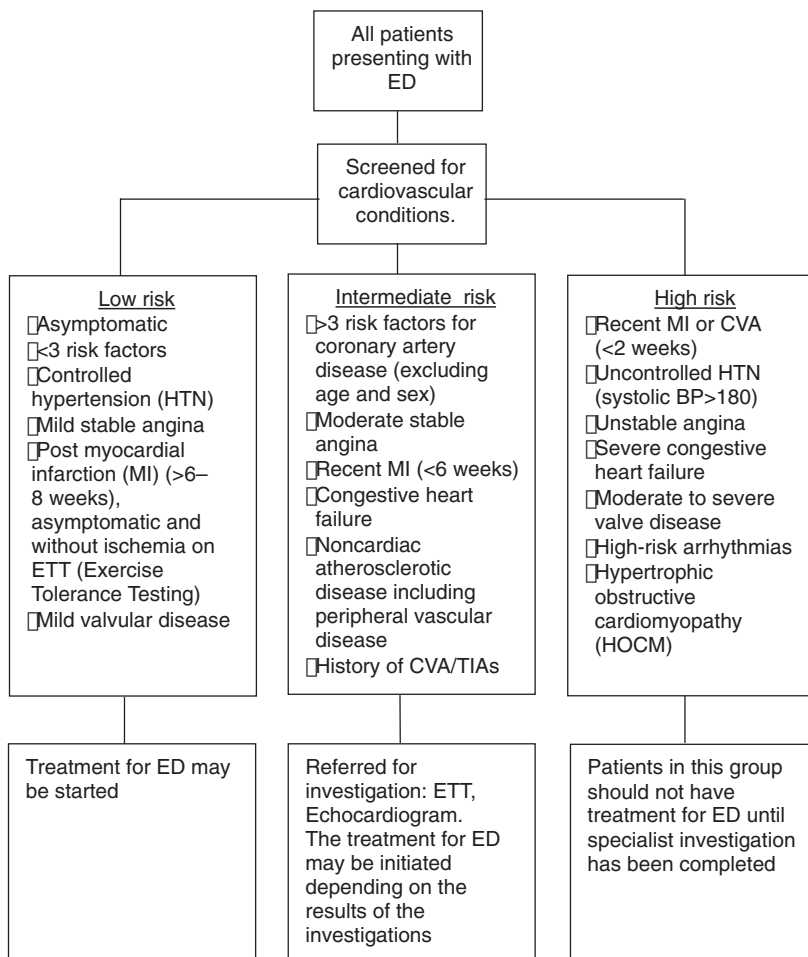 All patients
presenting with
ED
Screened for
cardiovascular
conditions.
Low risk
Asymptomatic
<3 risk factors
Controlled
hypertension (HTN)
Mild stable angina
Post myocardial
infarction (MI) (>6–
8 weeks),
asymptomatic and
without ischemia on
ETT (Exercise
Tolerance Testing)
Mild valvular disease
Intermediate risk
>3 risk factors for
coronary artery
disease (excluding
age and sex)
Moderate stable
angina
Recent MI (<6 weeks)
Congestive heart
failure
Noncardiac
atherosclerotic
disease including
peripheral vascular
disease
History of CVA/TIAs
High risk
Recent MI or CVA
(<2 weeks)
Uncontrolled HTN
(systolic BP>180)
Unstable angina
Severe congestive
heart failure
Moderate to severe
valve disease
High-risk arrhythmias
Hypertrophic
obstructive
cardiomyopathy
(HOCM)
Treatment for ED may
be started
Referred for
investigation: ETT,
Echocardiogram.
The treatment for ED
may be initiated
depending on the
results of the
investigations
Patients in this group
should not have
treatment for ED until
specialist investigation
has been completed